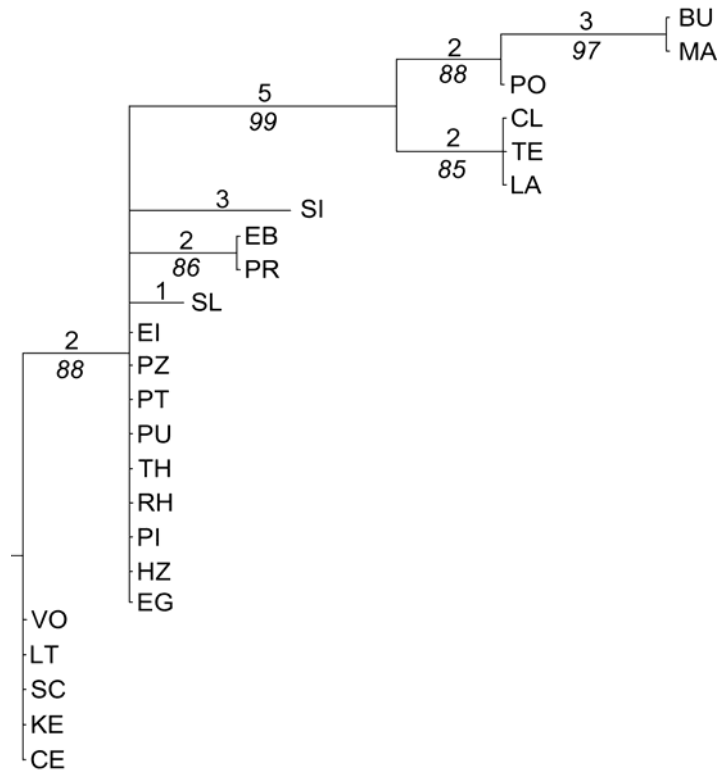 3 BU
2 97 MA
88 PO
5 CL
99 2 TE
85 LA
3 SI
2 EB
86 PR
1 SL
EI
2 PZ
88 PT
PU
TH
RH
PI
HZ
EG
VO
LT
SC
KE
CE